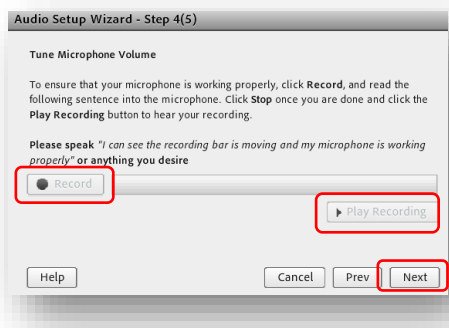 Audio Setup Wizard - Step 4(5)
Tune Microphone Volume
To ensure that your microphone is working properly, click Record, and read the
following sentence into the microphone. Click Stop once you are done and click the
Play Recording button to hear your recording.
Please speak "I can see the recording bar is moving and my microphone is working
properly" or anything you desire
Record
Play Recording
Help Cancel Prev Next